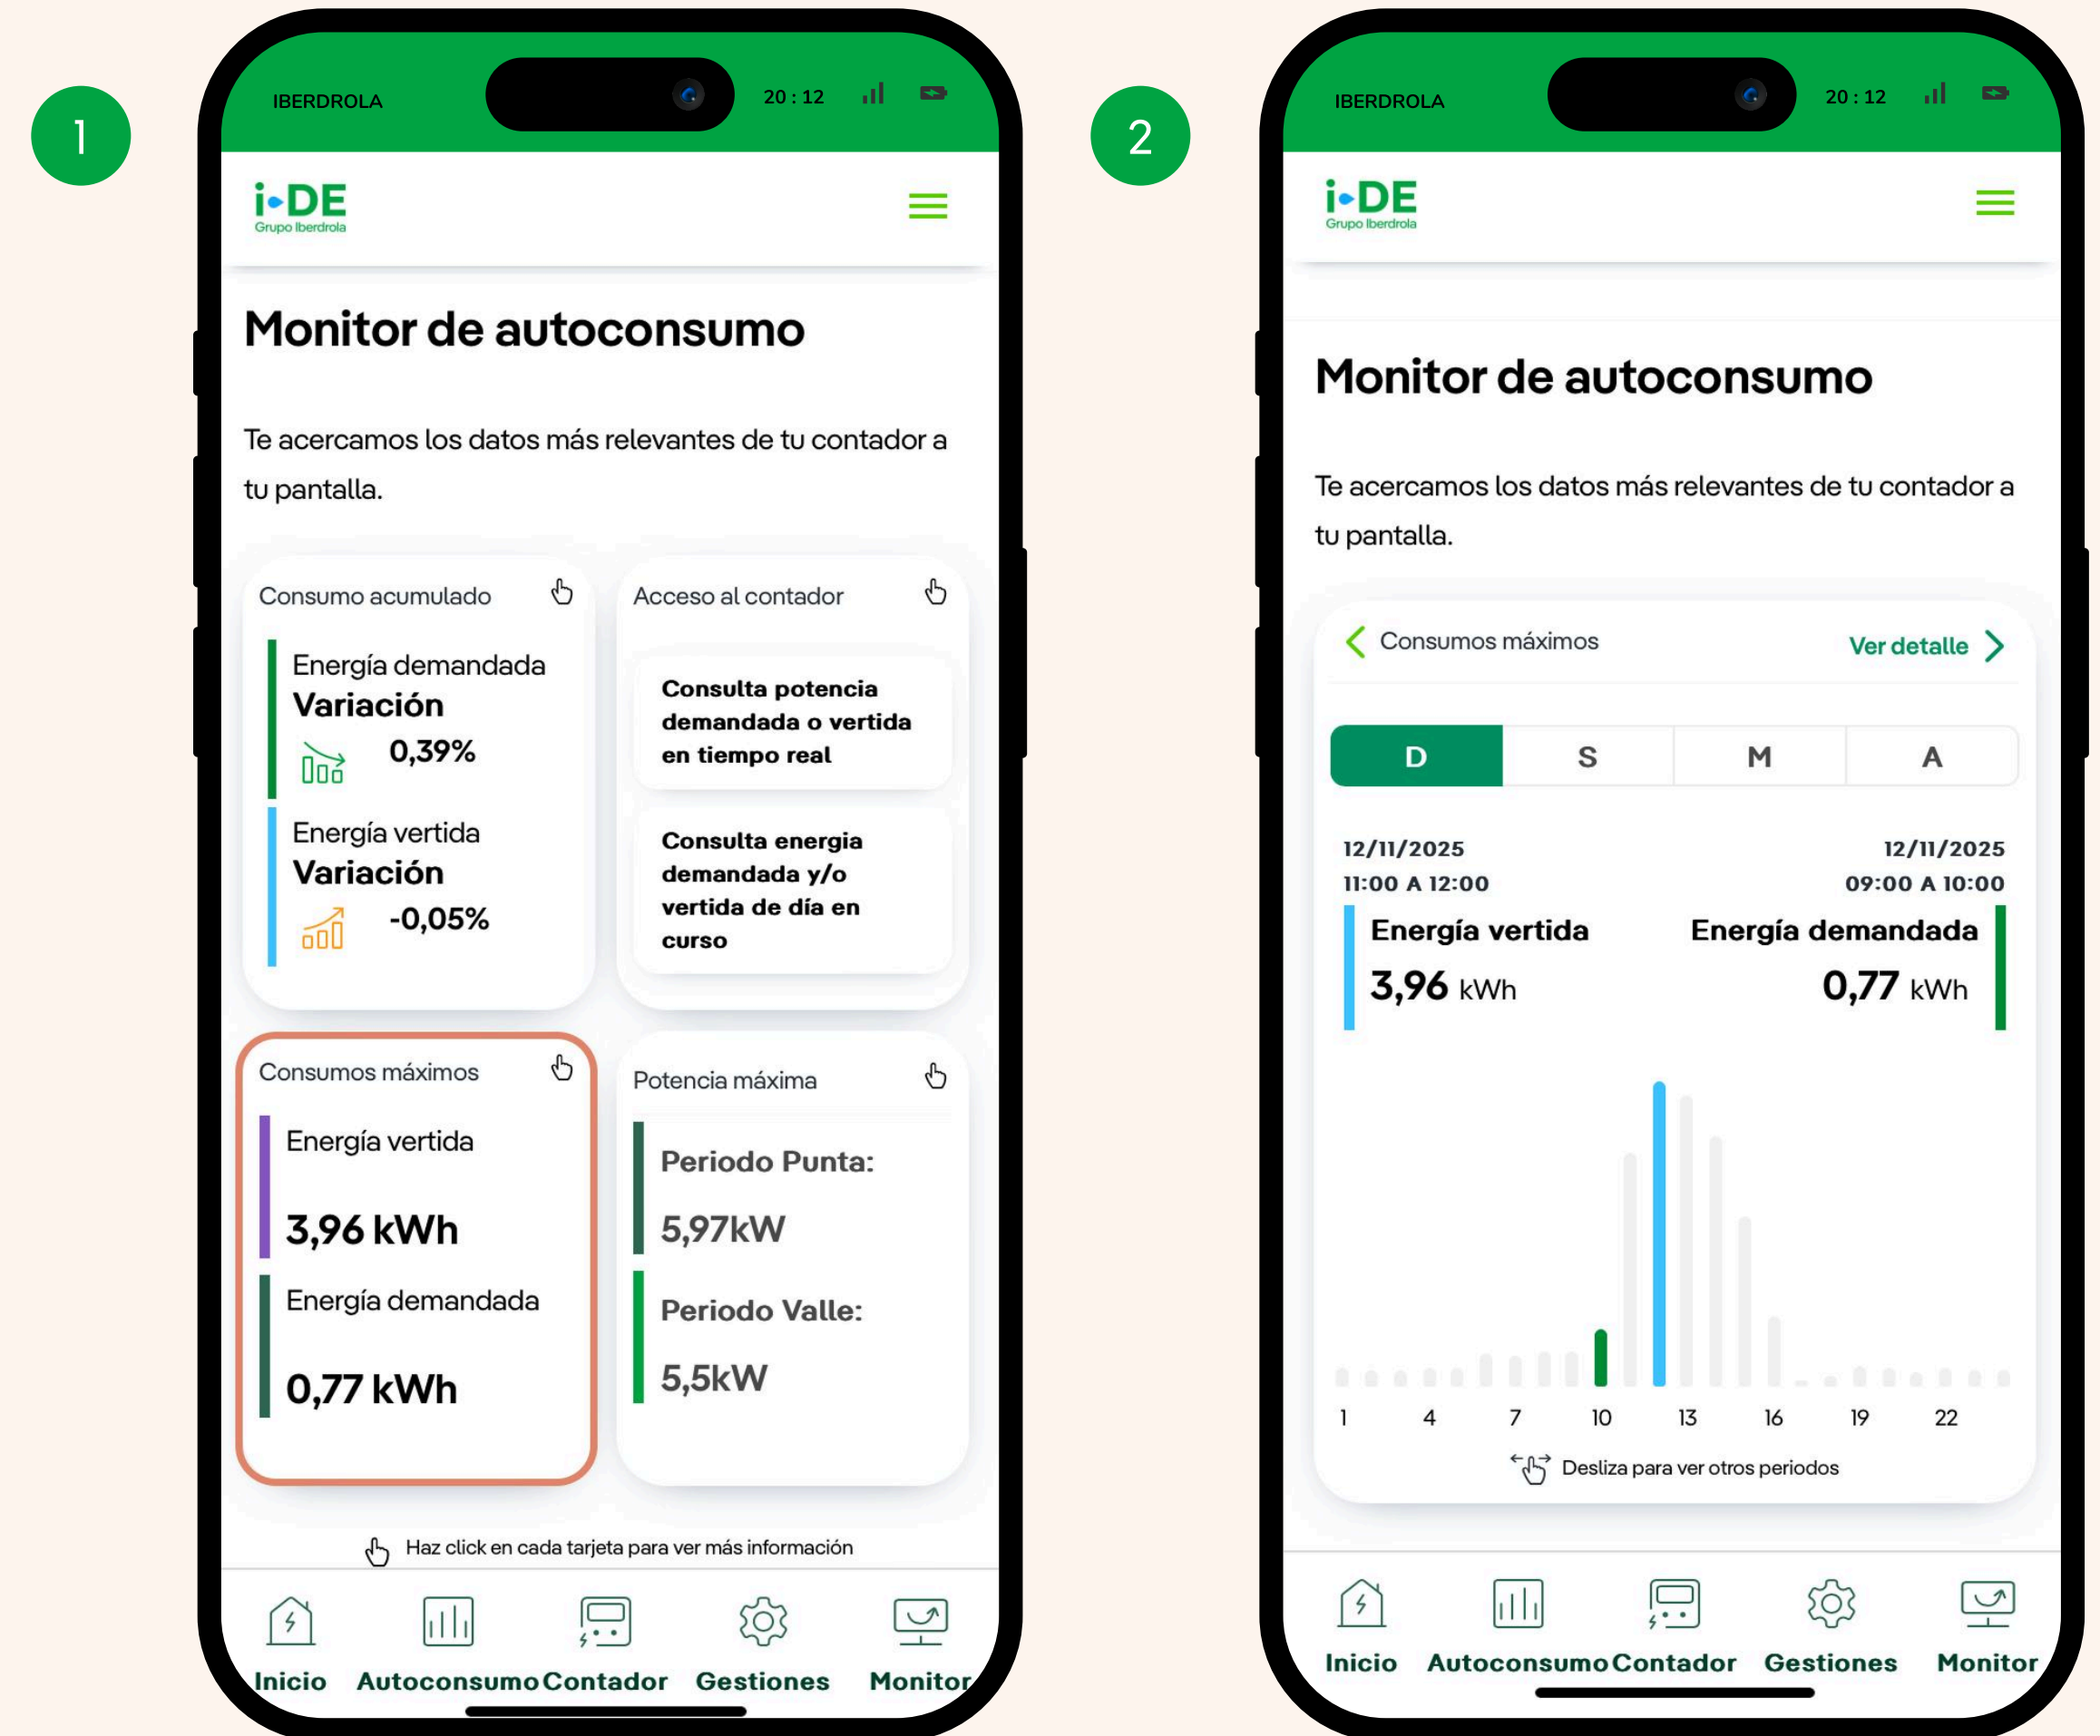 1
IBERDROLA
20 : 12
i-DE
Grupo Iberdrola
Monitor de autoconsumo
Te acercamos los datos más relevantes de tu contador a
tu pantalla.
Consumo acumulado
Energía demandada
Variación
0,39%
Energía vertida
Variación
-0,05%
Acceso al contador
Consulta potencia
demandada o vertida
en tiempo real
Consulta energia
demandada y/o
vertida de día en
curso
Consumos máximos
Energía vertida
3,96 kWh
Energía demandada
0,77 kWh
Potencia máxima
Periodo Punta:
5,97kW
Periodo Valle:
5,5kW
Haz click en cada tarjeta para ver más información
Inicio Autoconsumo Contador Gestiones Monitor
2
IBERDROLA
20 : 12
i-DE
Grupo Iberdrola
Monitor de autoconsumo
Te acercamos los datos más relevantes de tu contador a
tu pantalla.
Consumos máximos Ver detalle
D S M A
12/11/2025
11:00 A 12:00
Energía vertida
3,96 kWh
12/11/2025
09:00 A 10:00
Energía demandada
0,77 kWh
1 4 7 10 13 16 19 22
Desliza para ver otros periodos
Inicio Autoconsumo Contador Gestiones Monitor